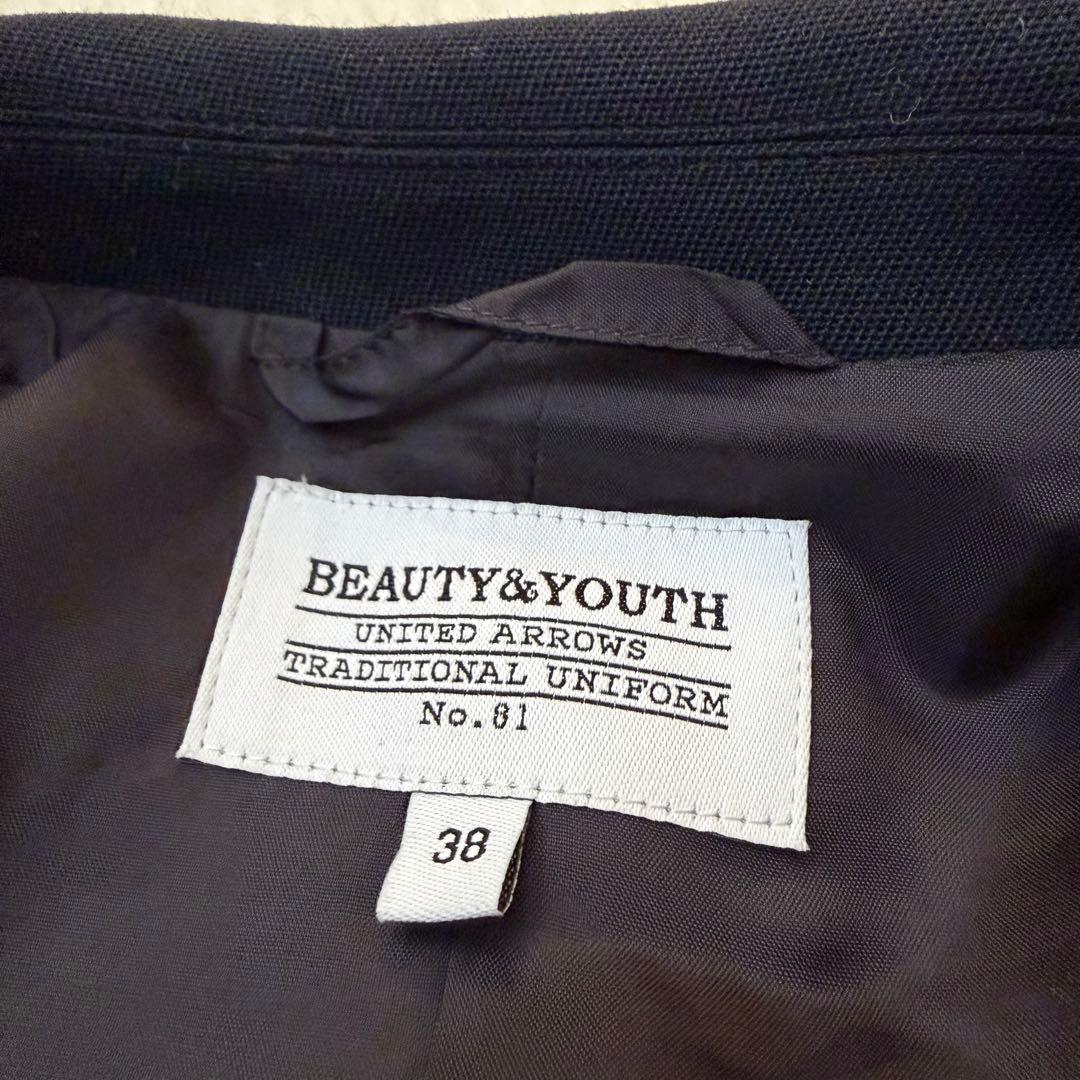 BEAUTY&YOUTH
UNITED ARROWS
TRADITIONAL UNIFORM
No.81
38